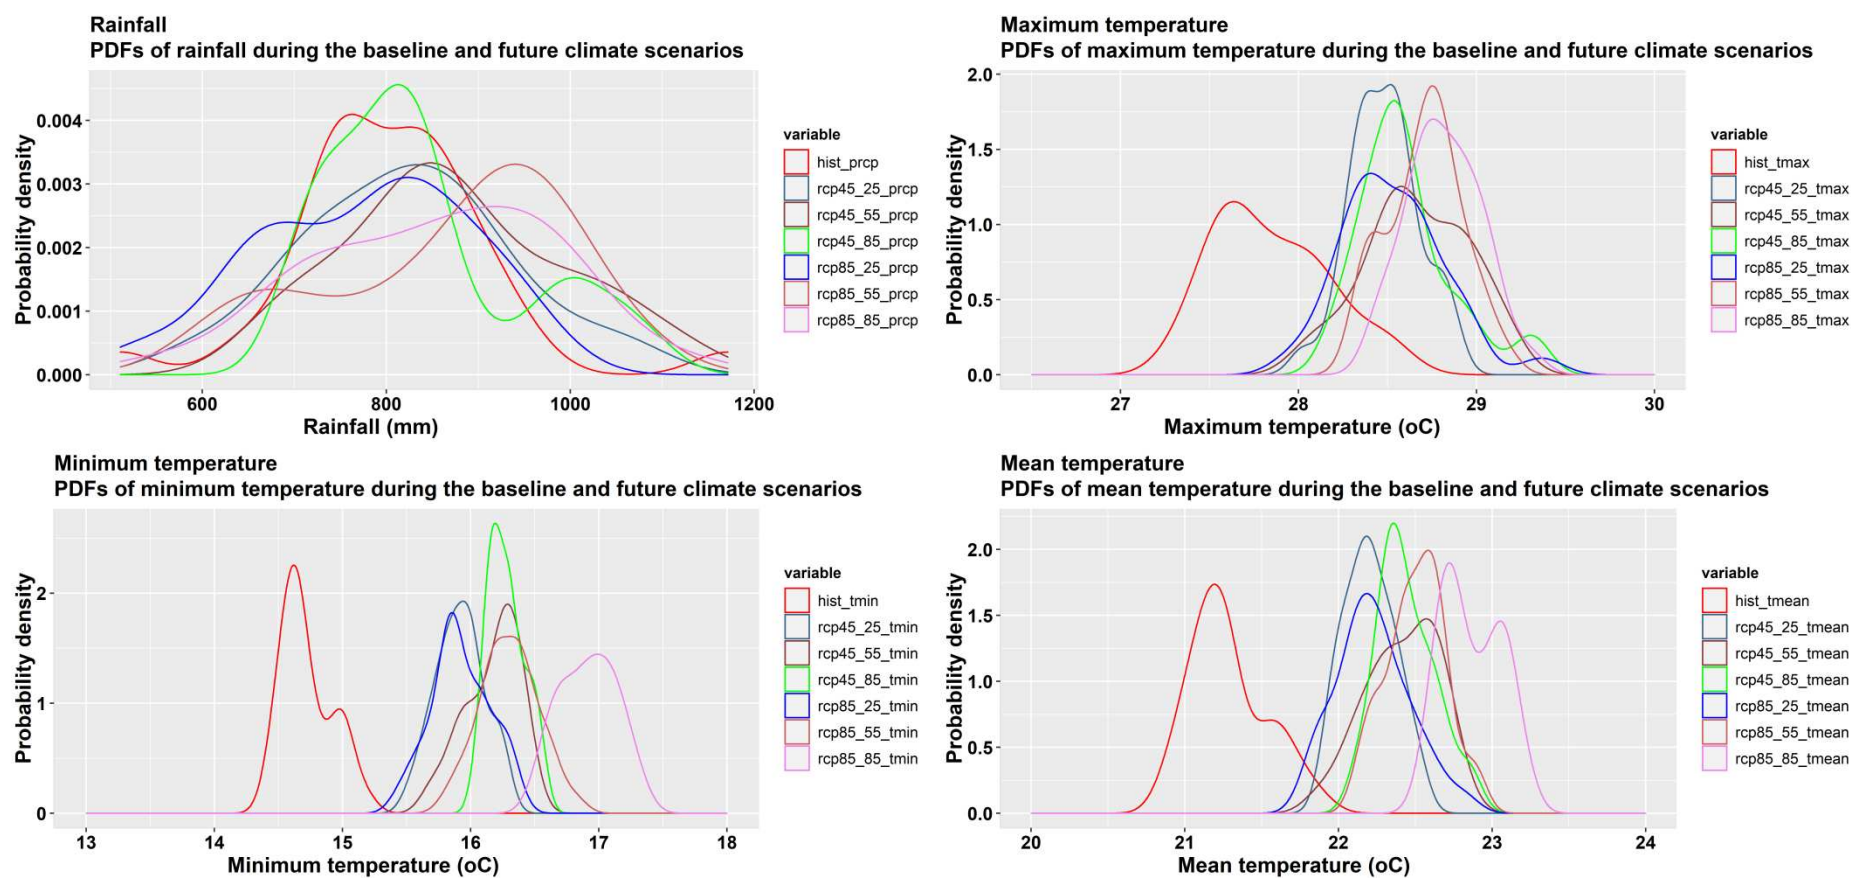 Rainfall
PDFs of rainfall during the baseline and future climate scenarios
Probability density
0.004
0.003
0.002
0.001
0.000
600
800
1000
1200
Rainfall (mm)
variable
hist_prcp
rcp45_25_prcp
rcp45_55_prcp
rcp45_85_prcp
rcp85_25_prcp
rcp85_55_prcp
rcp85_85_prcp
Maximum temperature
PDFs of maximum temperature during the baseline and future climate scenarios
Probability density
2.0
1.5
1.0
0.5
0.0
27
28
29
30
Maximum temperature (oC)
variable
hist_tmax
rcp45_25_tmax
rcp45_55_tmax
rcp45_85_tmax
rcp85_25_tmax
rcp85_55_tmax
rcp85_85_tmax
Minimum temperature
PDFs of minimum temperature during the baseline and future climate scenarios
Probability density
2
1
0
13
14
15
16
17
18
Minimum temperature (oC)
variable
hist_tmin
rcp45_25_tmin
rcp45_55_tmin
rcp45_85_tmin
rcp85_25_tmin
rcp85_55_tmin
rcp85_85_tmin
Mean temperature
PDFs of mean temperature during the baseline and future climate scenarios
Probability density
2.0
1.5
1.0
0.5
0.0
20
21
22
23
24
Mean temperature (oC)
variable
hist_tmean
rcp45_25_tmean
rcp45_55_tmean
rcp45_85_tmean
rcp85_25_tmean
rcp85_55_tmean
rcp85_85_tmean